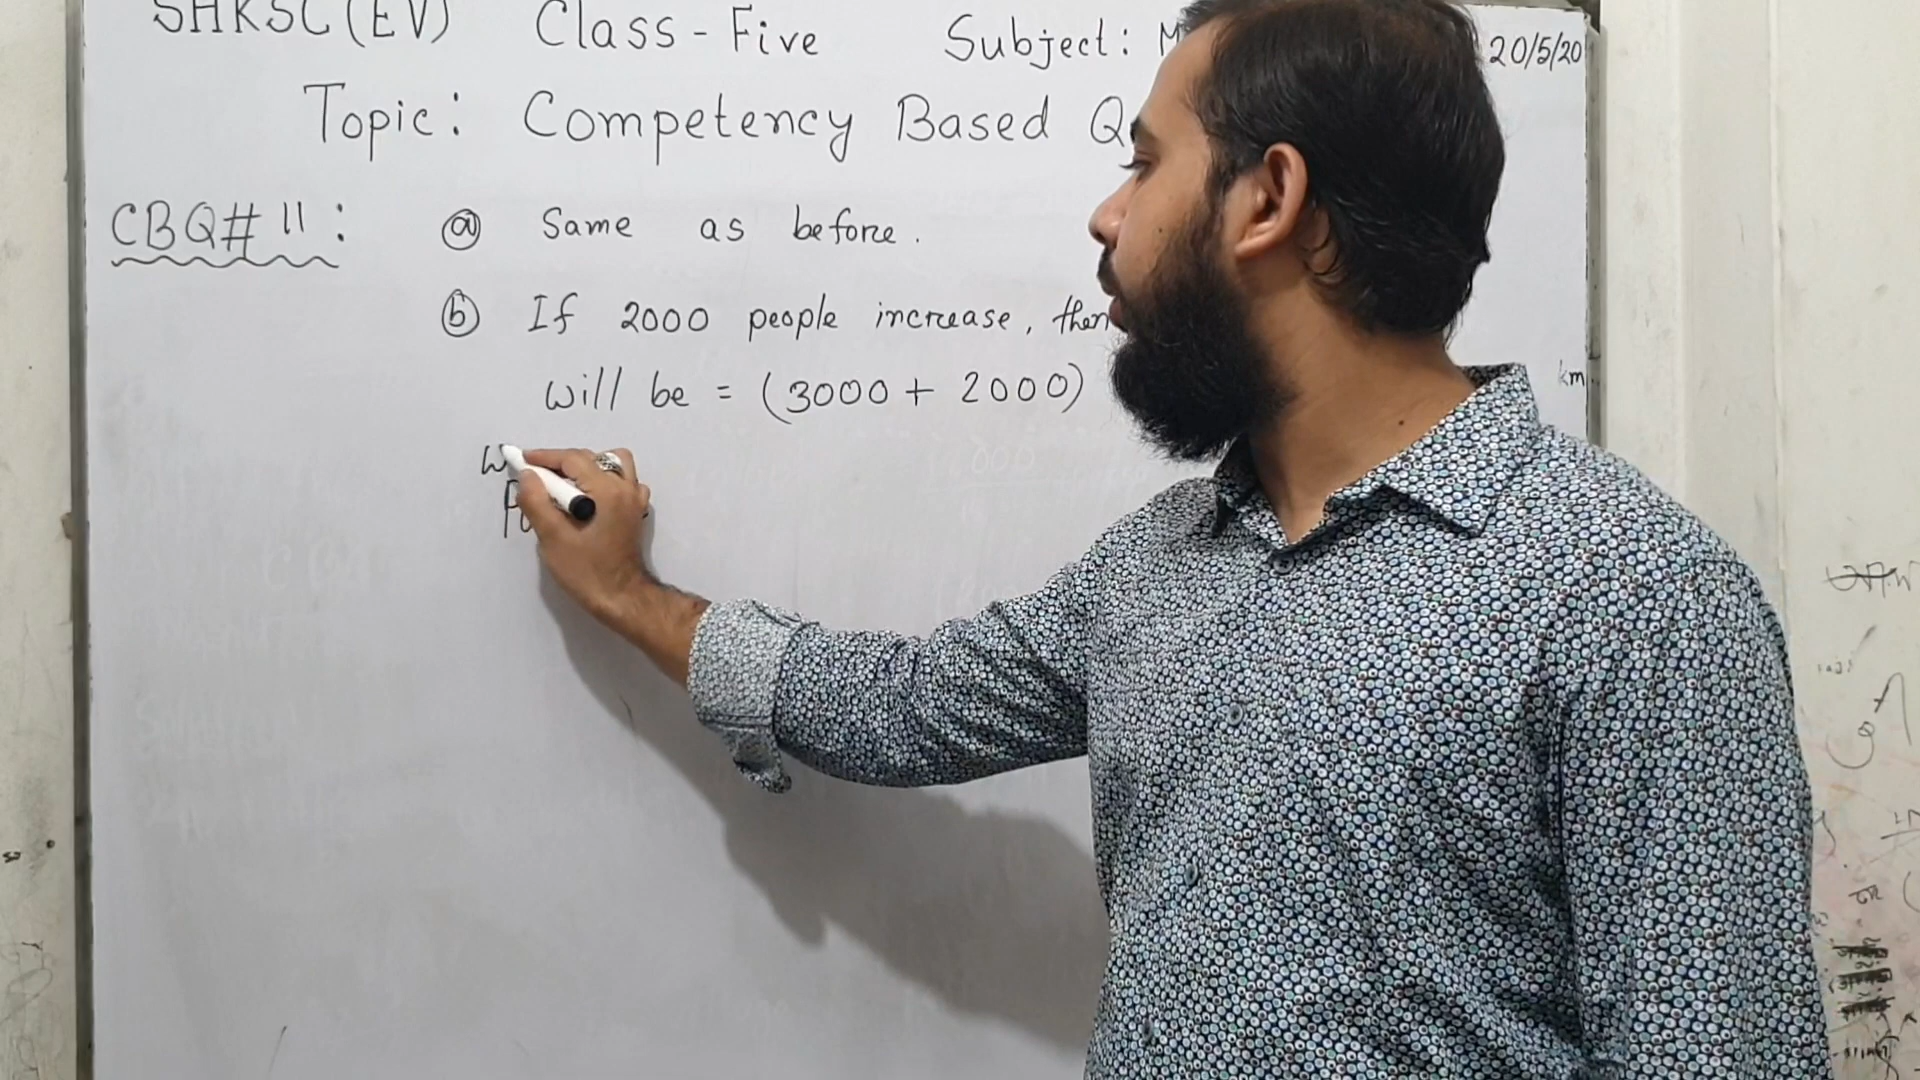 SHKSC(EV) Class-Five Subject: M 20/5/20
Topic: Competency Based Q
CBQ# 11: ⓐ Same as before.
ⓑ If 2000 people increase, then
km
will be = (3000 + 2000)
w
Po